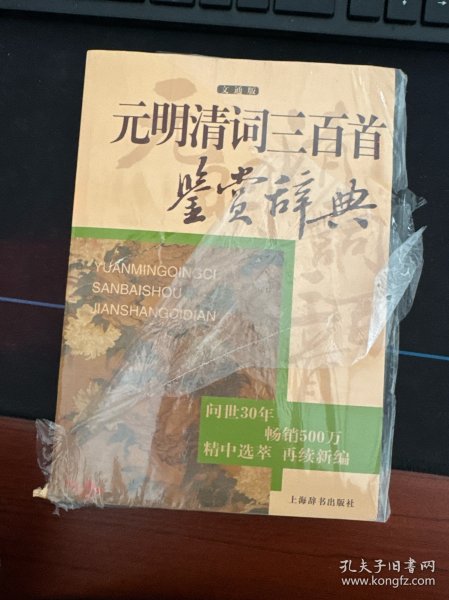 文通版
元明清词三百首
鉴赏辞典
YUANMINGQINGCI
SANBAISHOU
JIANSHANGCIDIAN
问世30年
畅销500万
精中选萃 再续新编
上海辞书出版社
孔夫子旧书网
www.kongfz.com